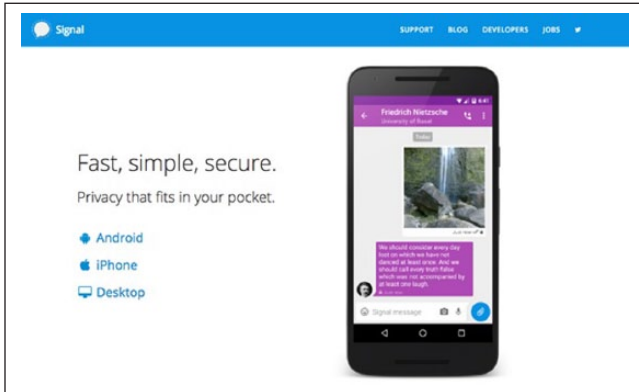 Signal
SUPPORT BLOG DEVELOPERS JOBS
6:41
Friedrich Nietzsche
University of Basel
Today
Fast, simple, secure.
Privacy that fits in your pocket.
Android
iPhone
Desktop
We should consider every day
lost on which we have not
danced at least once. And we
should call every truth false
which was not accompanied by
at least one laugh.
Signal message